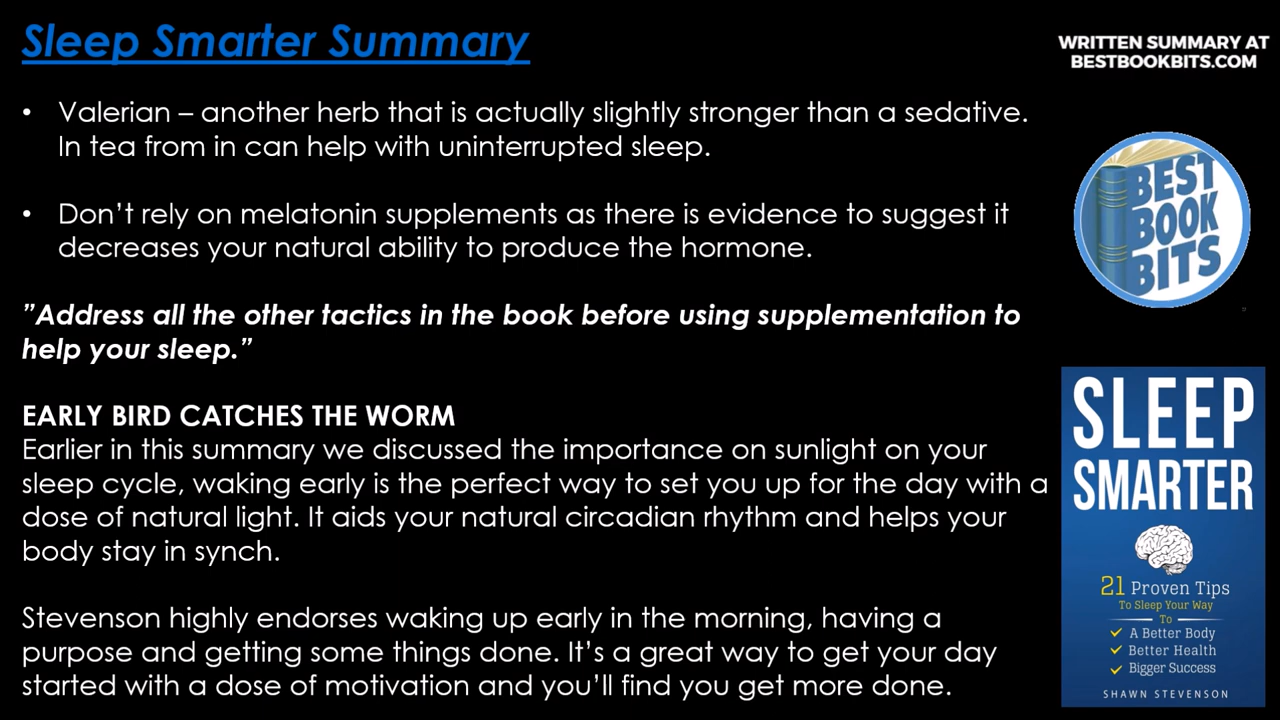 Sleep Smarter Summary
WRITTEN SUMMARY AT
BESTBOOKBITS.COM
• Valerian – another herb that is actually slightly stronger than a sedative.
In tea from in can help with uninterrupted sleep.
• Don’t rely on melatonin supplements as there is evidence to suggest it
decreases your natural ability to produce the hormone.
”Address all the other tactics in the book before using supplementation to
help your sleep.”
EARLY BIRD CATCHES THE WORM
Earlier in this summary we discussed the importance on sunlight on your
sleep cycle, waking early is the perfect way to set you up for the day with a
dose of natural light. It aids your natural circadian rhythm and helps your
body stay in synch.
Stevenson highly endorses waking up early in the morning, having a
purpose and getting some things done. It’s a great way to get your day
started with a dose of motivation and you’ll find you get more done.
BEST
BOOK
BITS
SLEEP
SMARTER
21 Proven Tips
To Sleep Your Way
To
A Better Body
Better Health
Bigger Success
SHAWN STEVENSON